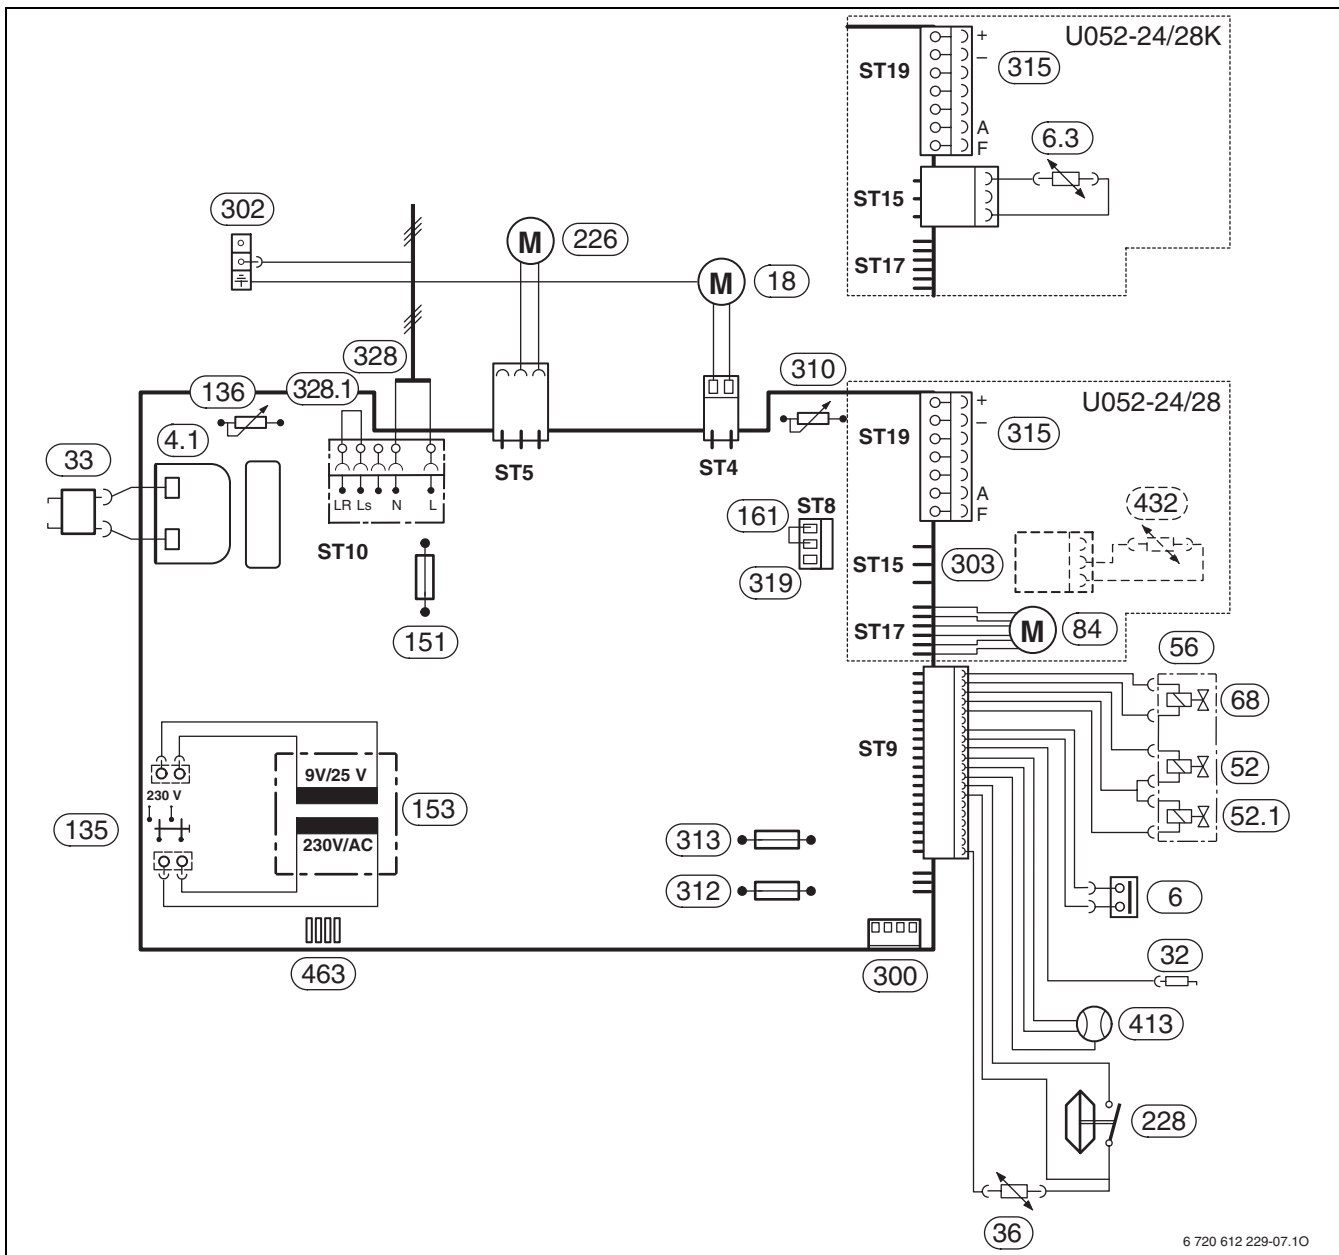 U052-24/28K
+
–
ST19
315
A
F
6.3
ST15
ST17
302
M
226
M
18
328
136
328.1
310
4.1
33
LR Ls N L
ST10
ST5
ST4
151
U052-24/28
+
–
ST19
315
A
F
ST8
161
319
432
ST15
303
ST17
M
84
56
68
ST9
52
52.1
9V/25 V
230 V
153
135
230V/AC
313
312
6
463
300
32
413
228
36
6 720 612 229-07.1O